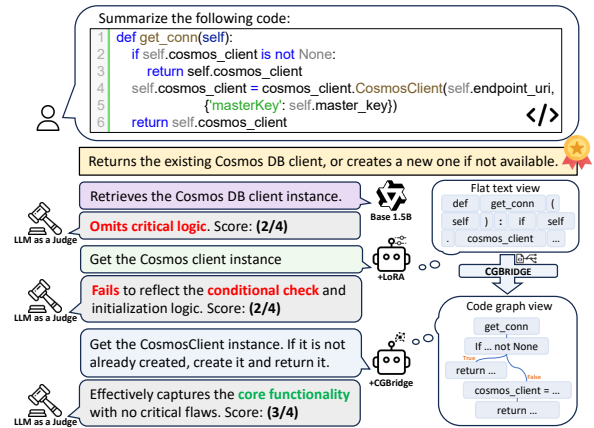 Summarize the following code:
1 def get_conn(self):
2 if self.cosmos_client is not None:
3 return self.cosmos_client
4 self.cosmos_client = cosmos_client.CosmosClient(self.endpoint_uri,
5 {'masterKey': self.master_key})
6 return self.cosmos_client
</>
Returns the existing Cosmos DB client, or creates a new one if not available.
Retrieves the Cosmos DB client instance.
Base 1.5B
LLM as a Judge
Omits critical logic. Score: (2/4)
Get the Cosmos client instance
+LoRA
LLM as a Judge
Fails to reflect the conditional check and
initialization logic. Score: (2/4)
Get the CosmosClient instance. If it is not
already created, create it and return it.
+CGBridge
LLM as a Judge
Effectively captures the core functionality
with no critical flaws. Score: (3/4)
Flat text view
def get_conn (
self ) : if self
. cosmos_client ...
CGBRIDGE
Code graph view
get_conn
If ... not None
True
return ...
False
cosmos_client = ...
return ...